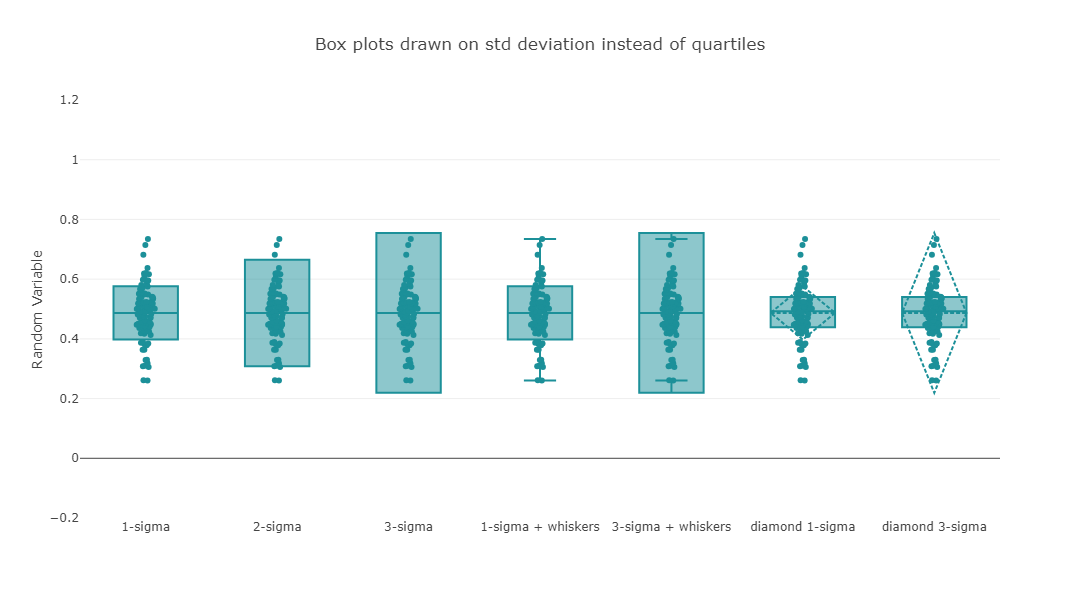 Box plots drawn on std deviation instead of quartiles
Random Variable
1.2
1
0.8
0.6
0.4
0.2
0
−0.2
1-sigma
2-sigma
3-sigma
1-sigma + whiskers
3-sigma + whiskers
diamond 1-sigma
diamond 3-sigma